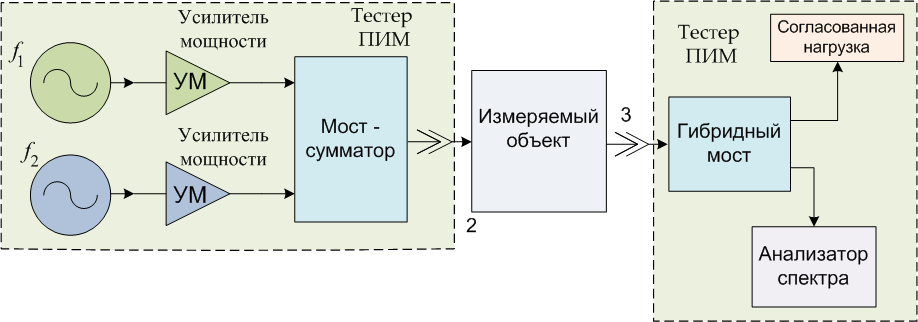 Усилитель
мощности
Тестер
ПИМ
f1
УМ
Мост -
сумматор
Усилитель
мощности
f2
УМ
2
Измеряемый
объект
3
Тестер
ПИМ
Согласованная
нагрузка
Гибридный
мост
Анализатор
спектра